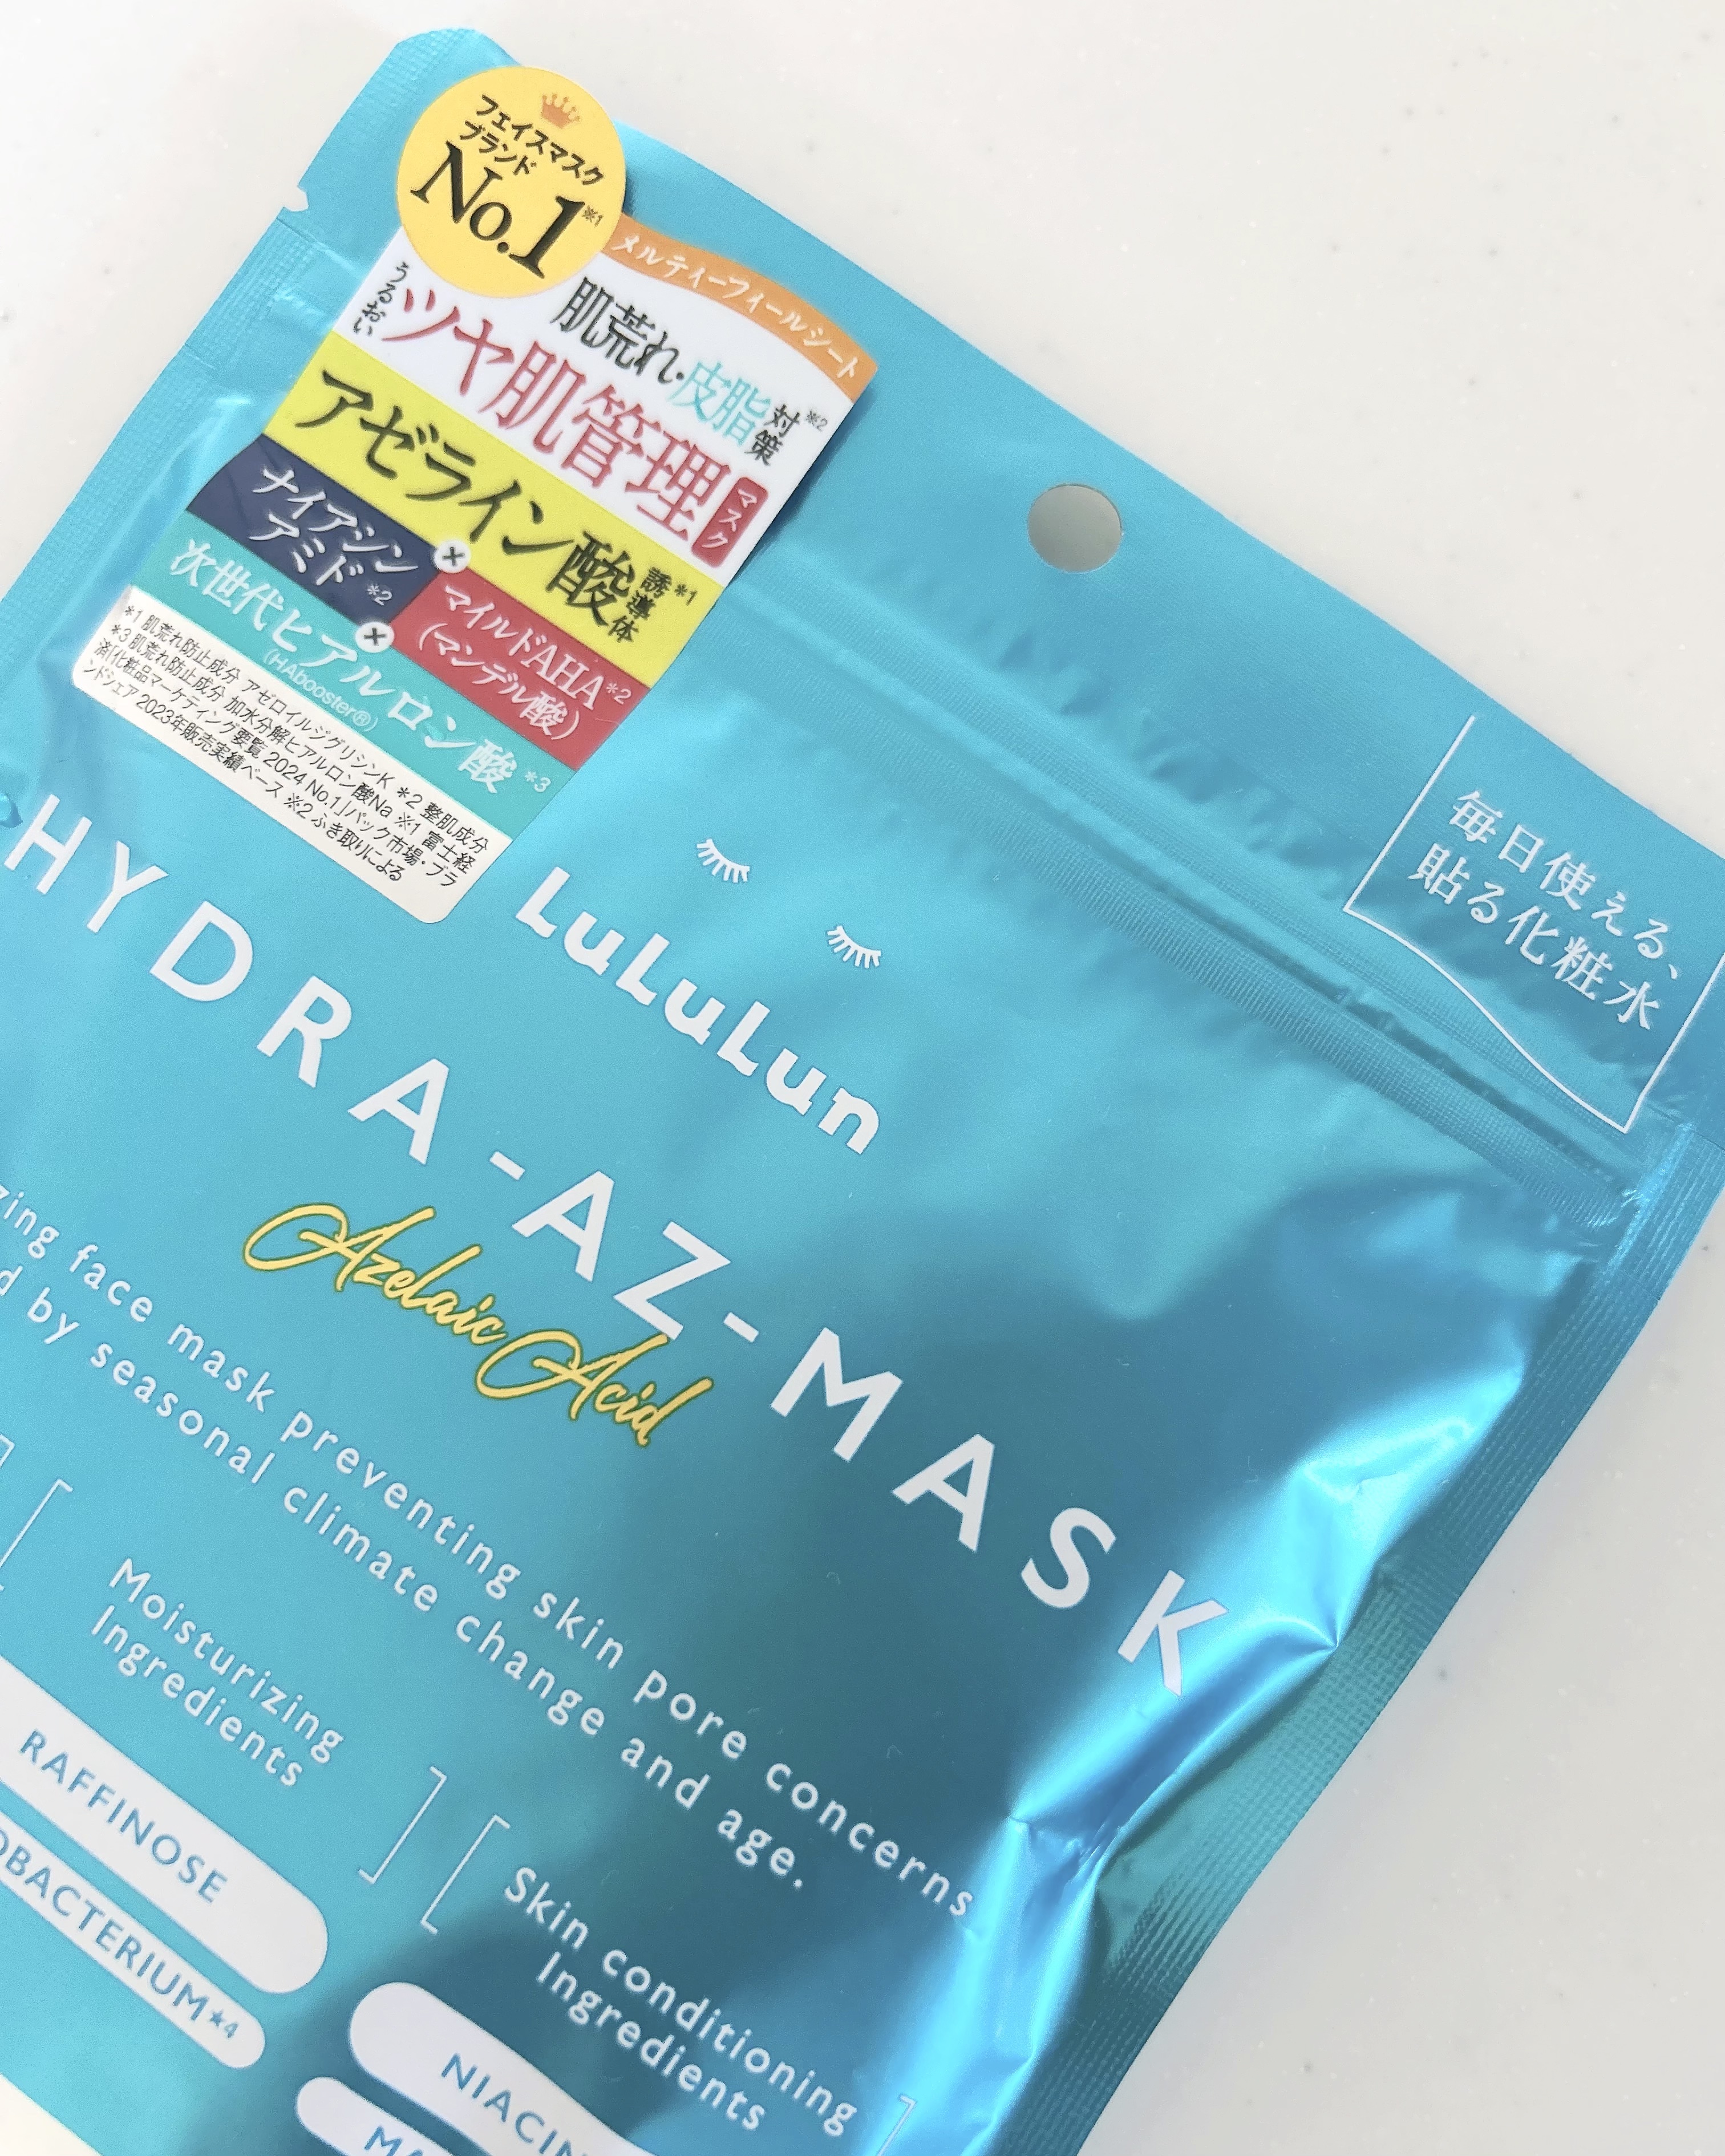 フェイスマスク
ブランド
No.1※1
メルティーフィールシート
肌荒れ・皮脂対策※2
うるおいツヤ肌管理マスク
アゼライン酸誘導体*1
ナイアシン
アミド*2
×
マイルドAHA*2
(マンデル酸)
+
次世代ヒアルロン酸*3
(HAbooster®)
*1 肌荒れ防止成分 アゼロイルジグリシンK *2 整肌成分
*3 肌荒れ防止成分 加水分解ヒアルロン酸Na ※1 富士経
済「化粧品マーケティング要覧 2024 No.1」パック市場・ブラ
ンドシェア 2023年販売実績ベース ※2 ふき取りによる
毎日使える、
貼る化粧水
LuLuLun
HYDRA-AZ-MASK
Azelaic Acid
face mask preventing skin pore concerns
by seasonal climate change and age.
Moisturizing
Ingredients
RAFFINOSE
Skin conditioning
Ingredients